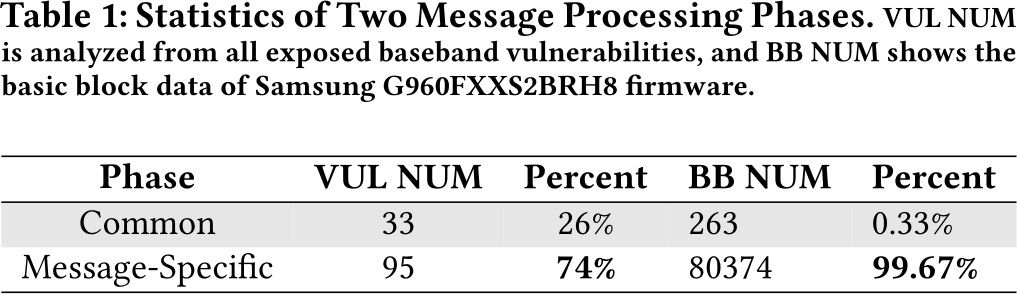 Table 1: Statistics of Two Message Processing Phases. VUL NUM
is analyzed from all exposed baseband vulnerabilities, and BB NUM shows the
basic block data of Samsung G960FXXS2BRH8 firmware.
Phase VUL NUM Percent BB NUM Percent
Common 33 26% 263 0.33%
Message-Specific 95 74% 80374 99.67%